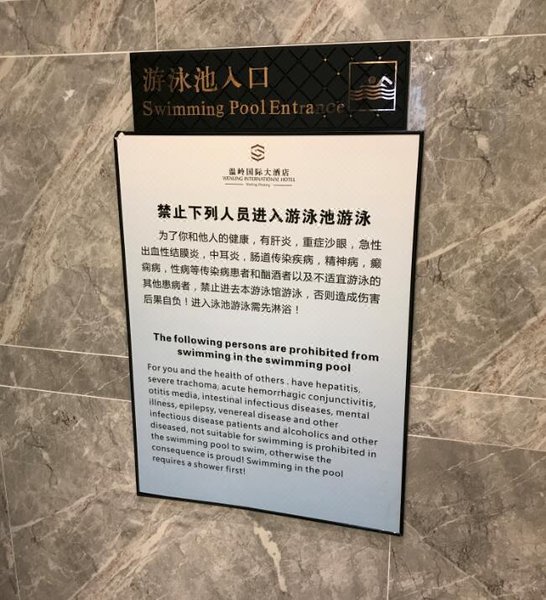 游泳池入口
Swimming Pool Entrance
温岭国际大酒店
WENLING INTERNATIONAL HOTEL
禁止下列人员进入游泳池游泳
为了你和他人的健康，有肝炎，重症沙眼，急性
出血性结膜炎，中耳炎，肠道传染疾病，精神病，癫
痫病，性病等传染病患者和酗酒者以及不适宜游泳的
其他患病者，禁止进去本游泳馆游泳，否则造成伤害
后果自负！进入泳池游泳需先淋浴！
The following persons are prohibited from
swimming in the swimming pool
For you and the health of others . have hepatitis,
severe trachoma, acute hemorrhagic conjunctivitis,
otitis media, intestinal infectious diseases, mental
illness, epilepsy, venereal disease and other
infectious disease patients and alcoholics and other
diseased, not suitable for swimming is prohibited in
the swimming pool to swim, otherwise the
consequence is proud! Swimming in the pool
requires a shower first!